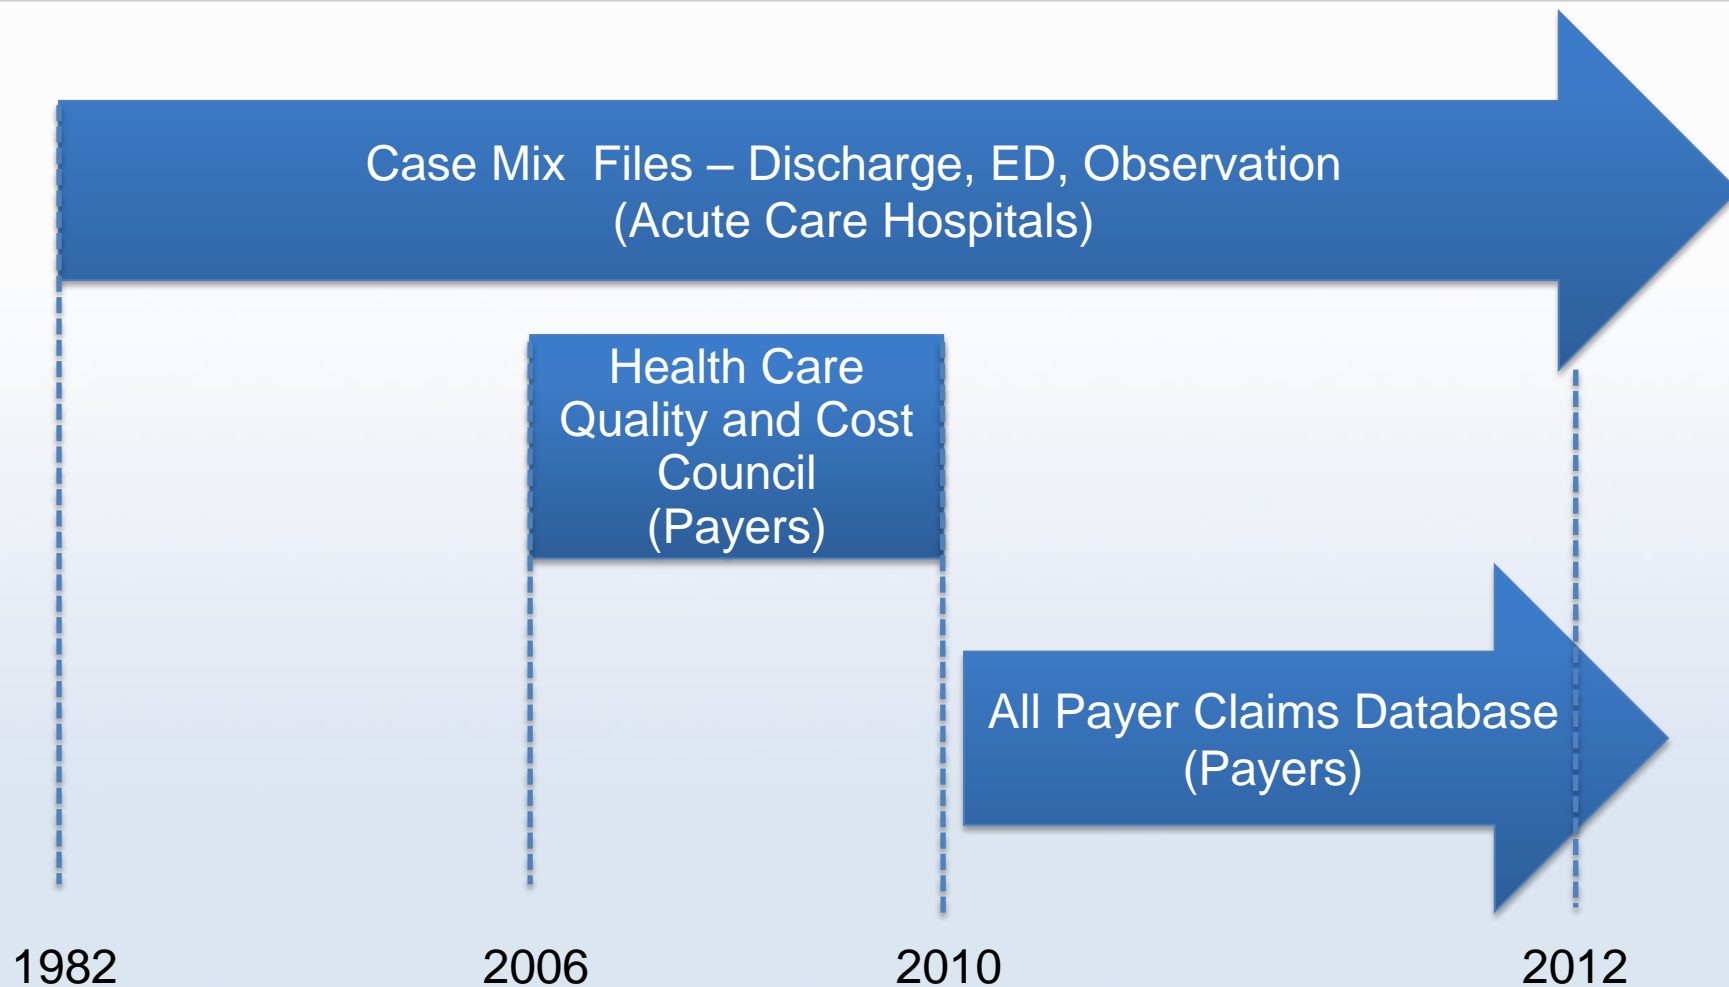 Case Mix  Files – Discharge, ED, Observation
(Acute Care Hospitals)
Health Care
Quality and Cost
Council
(Payers)
All Payer Claims Database
(Payers)
1982
2006
2010
2012